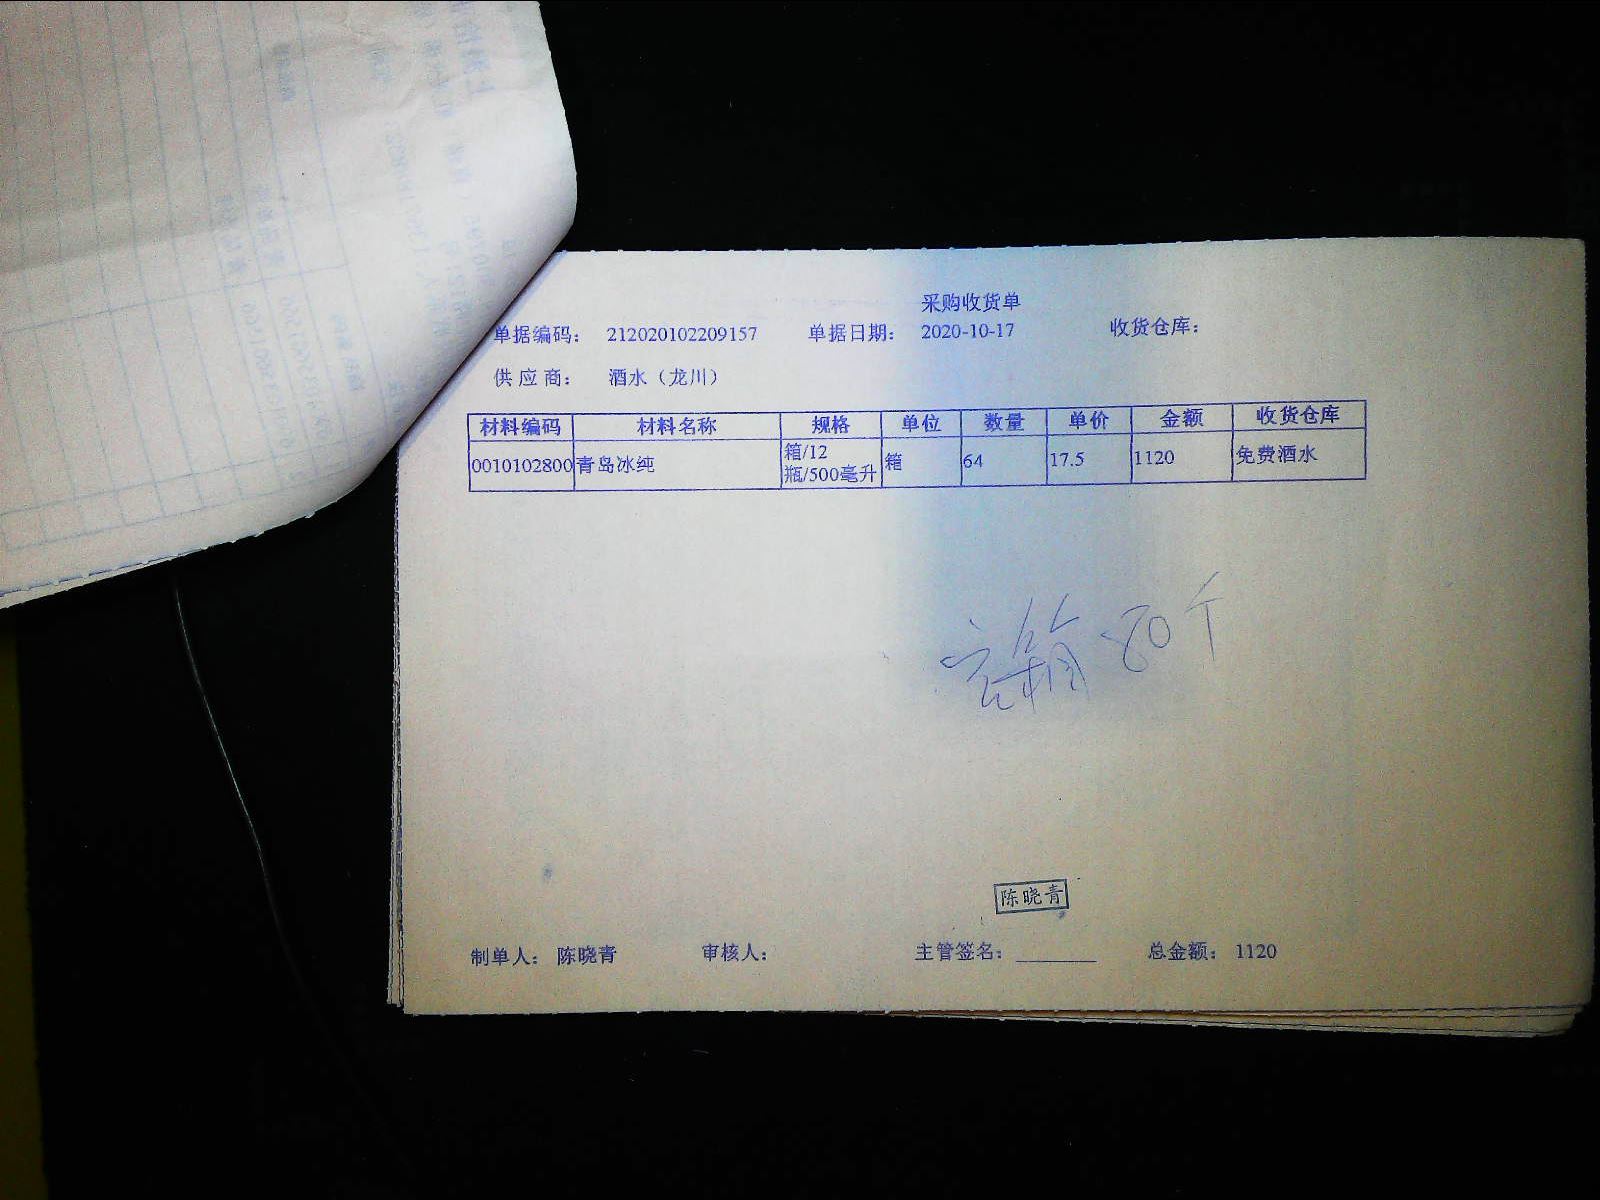 采购收货单
单据编码： 212020102209157 单据日期： 2020-10-17 收货仓库：
供应商： 酒水（龙川）
材料编码 材料名称 规格 单位 数量 单价 金额 收货仓库
0010102800 青岛冰纯 箱/12瓶/500毫升 箱 64 17.5 1120 免费酒水
空箱 80个
陈晓青
制单人： 陈晓青 审核人： 主管签名： 总金额： 1120